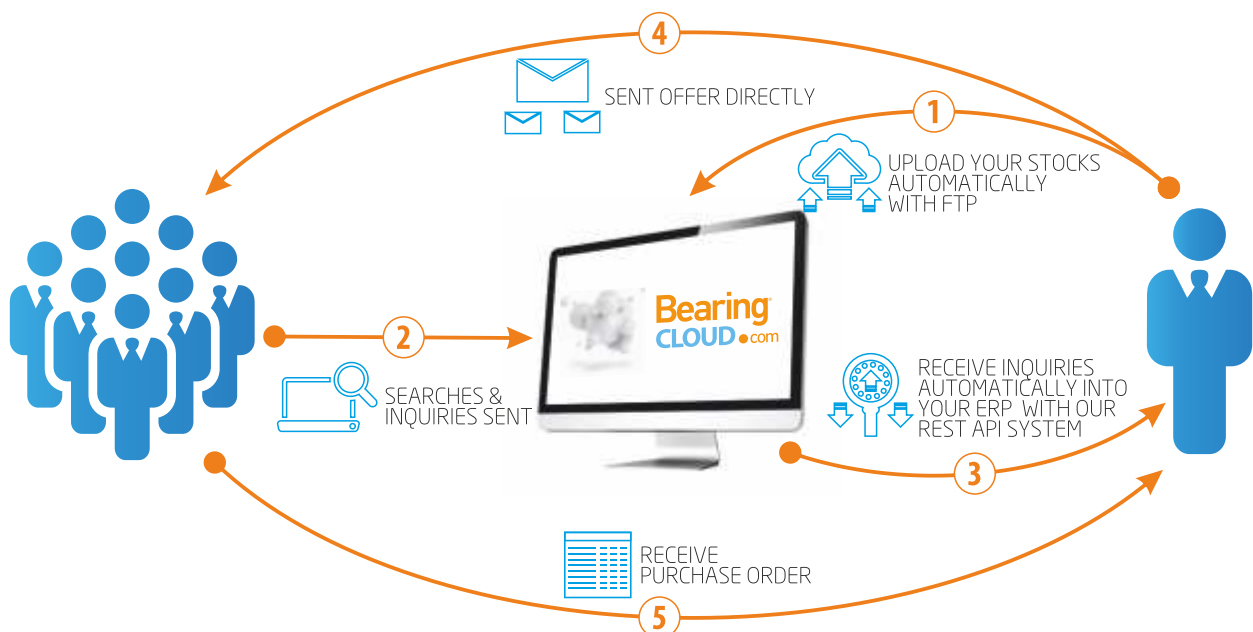 4
SENT OFFER DIRECTLY
1
UPLOAD YOUR STOCKS
AUTOMATICALLY
WITH FTP
Bearing
CLOUD.com
2
SEARCHES &
INQUIRIES SENT
RECEIVE INQUIRIES
AUTOMATICALLY INTO
YOUR ERP WITH OUR
REST API SYSTEM
3
RECEIVE
PURCHASE ORDER
5